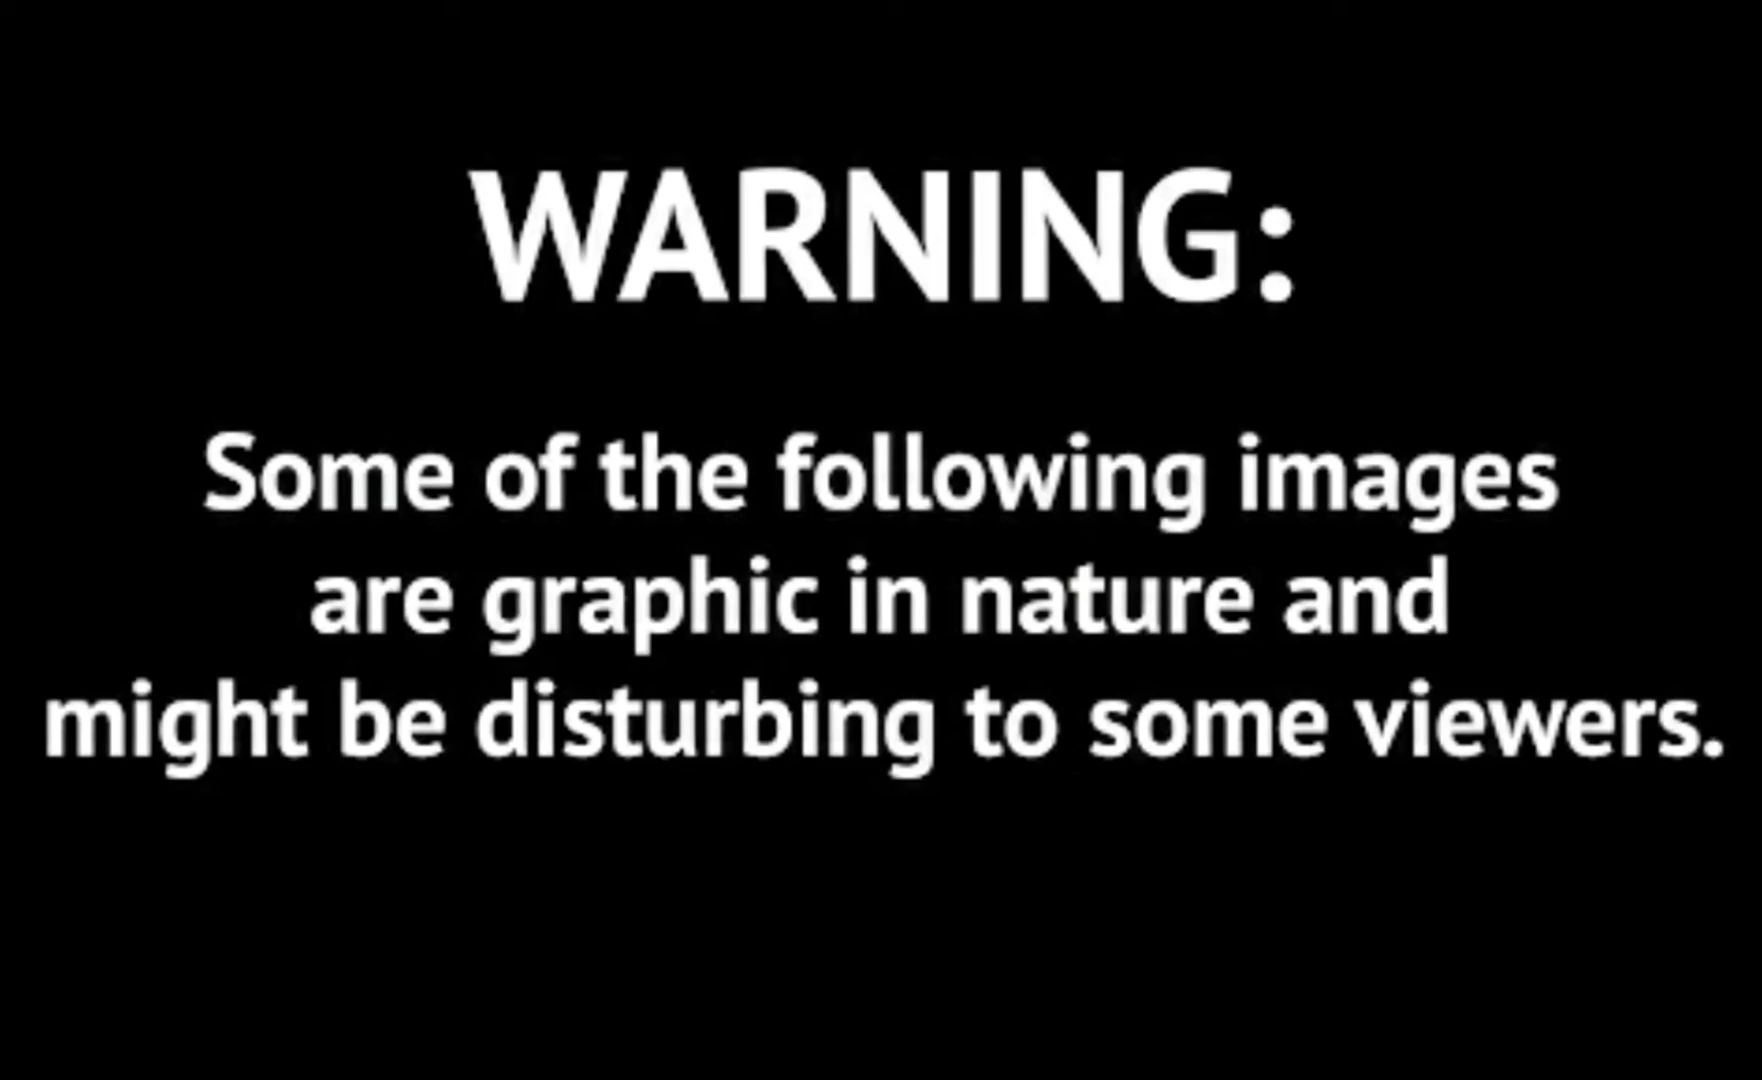 WARNING:
Some of the following images
are graphic in nature and
might be disturbing to some viewers.